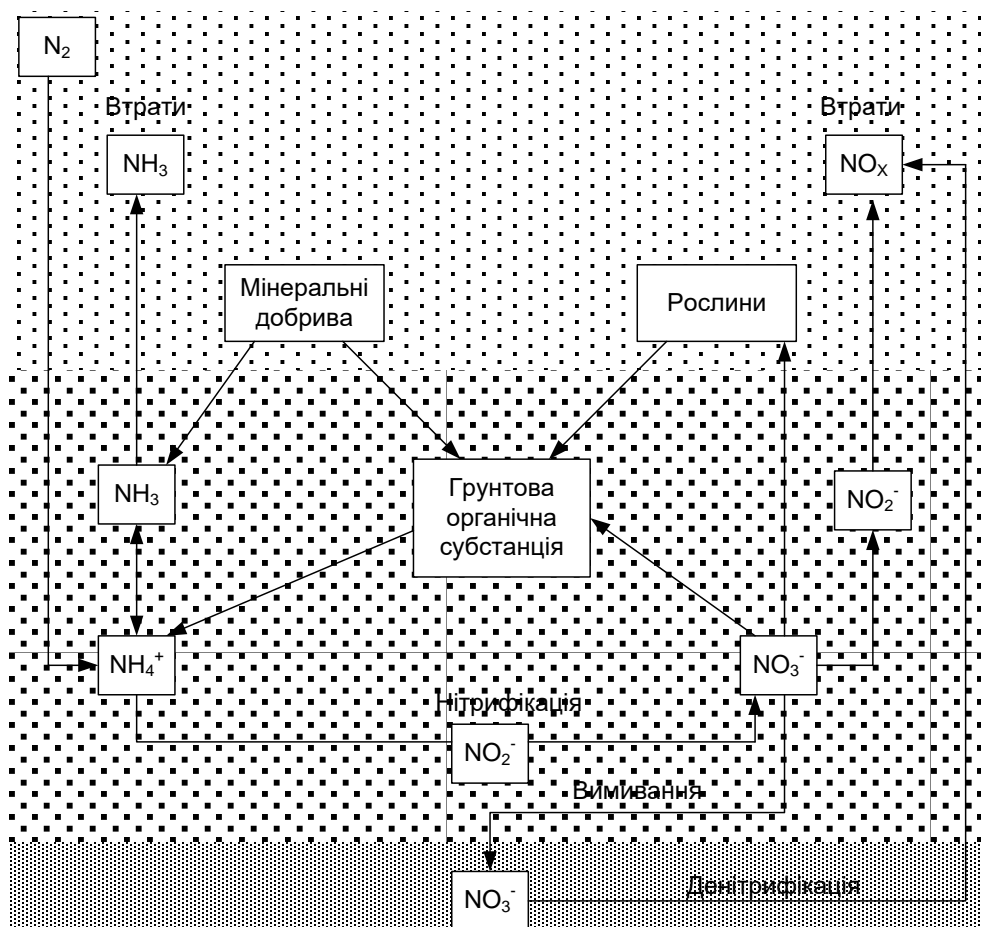 N₂
Втрати
Втрати
NH₃
NOₓ
Мінеральні
добрива
Рослини
NH₃
Грунтова
органічна
субстанція
NO₂⁻
NH₄⁺
NO₃⁻
Нітрифікація
NO₂⁻
Вимивання
NO₃⁻
Денітрифікація